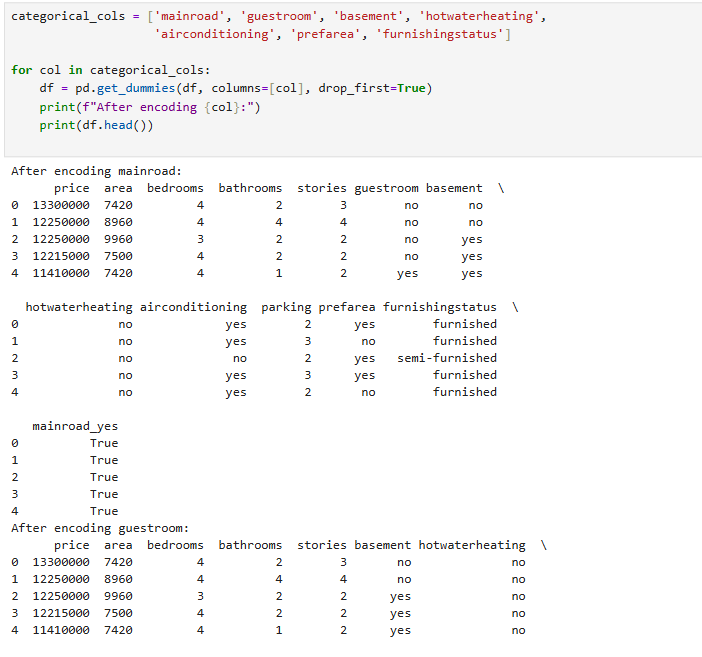 categorical_cols = ['mainroad', 'guestroom', 'basement', 'hotwaterheating',
                    'airconditioning', 'prefarea', 'furnishingstatus']

for col in categorical_cols:
    df = pd.get_dummies(df, columns=[col], drop_first=True)
    print(f"After encoding {col}:")
    print(df.head())

After encoding mainroad:
      price  area  bedrooms  bathrooms  stories guestroom basement  \
0  13300000  7420         4          2        3        no       no
1  12250000  8960         4          4        4        no       no
2  12250000  9960         3          2        2        no      yes
3  12215000  7500         4          2        2        no      yes
4  11410000  7420         4          1        2       yes      yes

  hotwaterheating airconditioning  parking prefarea furnishingstatus  \
0              no             yes        2      yes        furnished
1              no             yes        3       no        furnished
2              no              no        2      yes   semi-furnished
3              no             yes        3      yes        furnished
4              no             yes        2       no        furnished

   mainroad_yes
0          True
1          True
2          True
3          True
4          True
After encoding guestroom:
      price  area  bedrooms  bathrooms  stories basement hotwaterheating  \
0  13300000  7420         4          2        3       no              no
1  12250000  8960         4          4        4       no              no
2  12250000  9960         3          2        2      yes              no
3  12215000  7500         4          2        2      yes              no
4  11410000  7420         4          1        2      yes              no